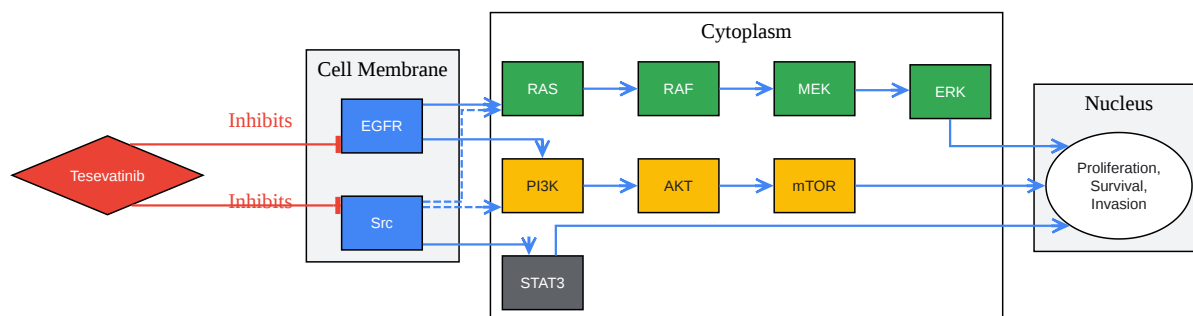 Cytoplasm
Cell Membrane
RAS
RAF
MEK
ERK
Nucleus
Inhibits
EGFR
Tesevatinib
PI3K
AKT
mTOR
Proliferation,
Survival,
Invasion
Inhibits
Src
STAT3